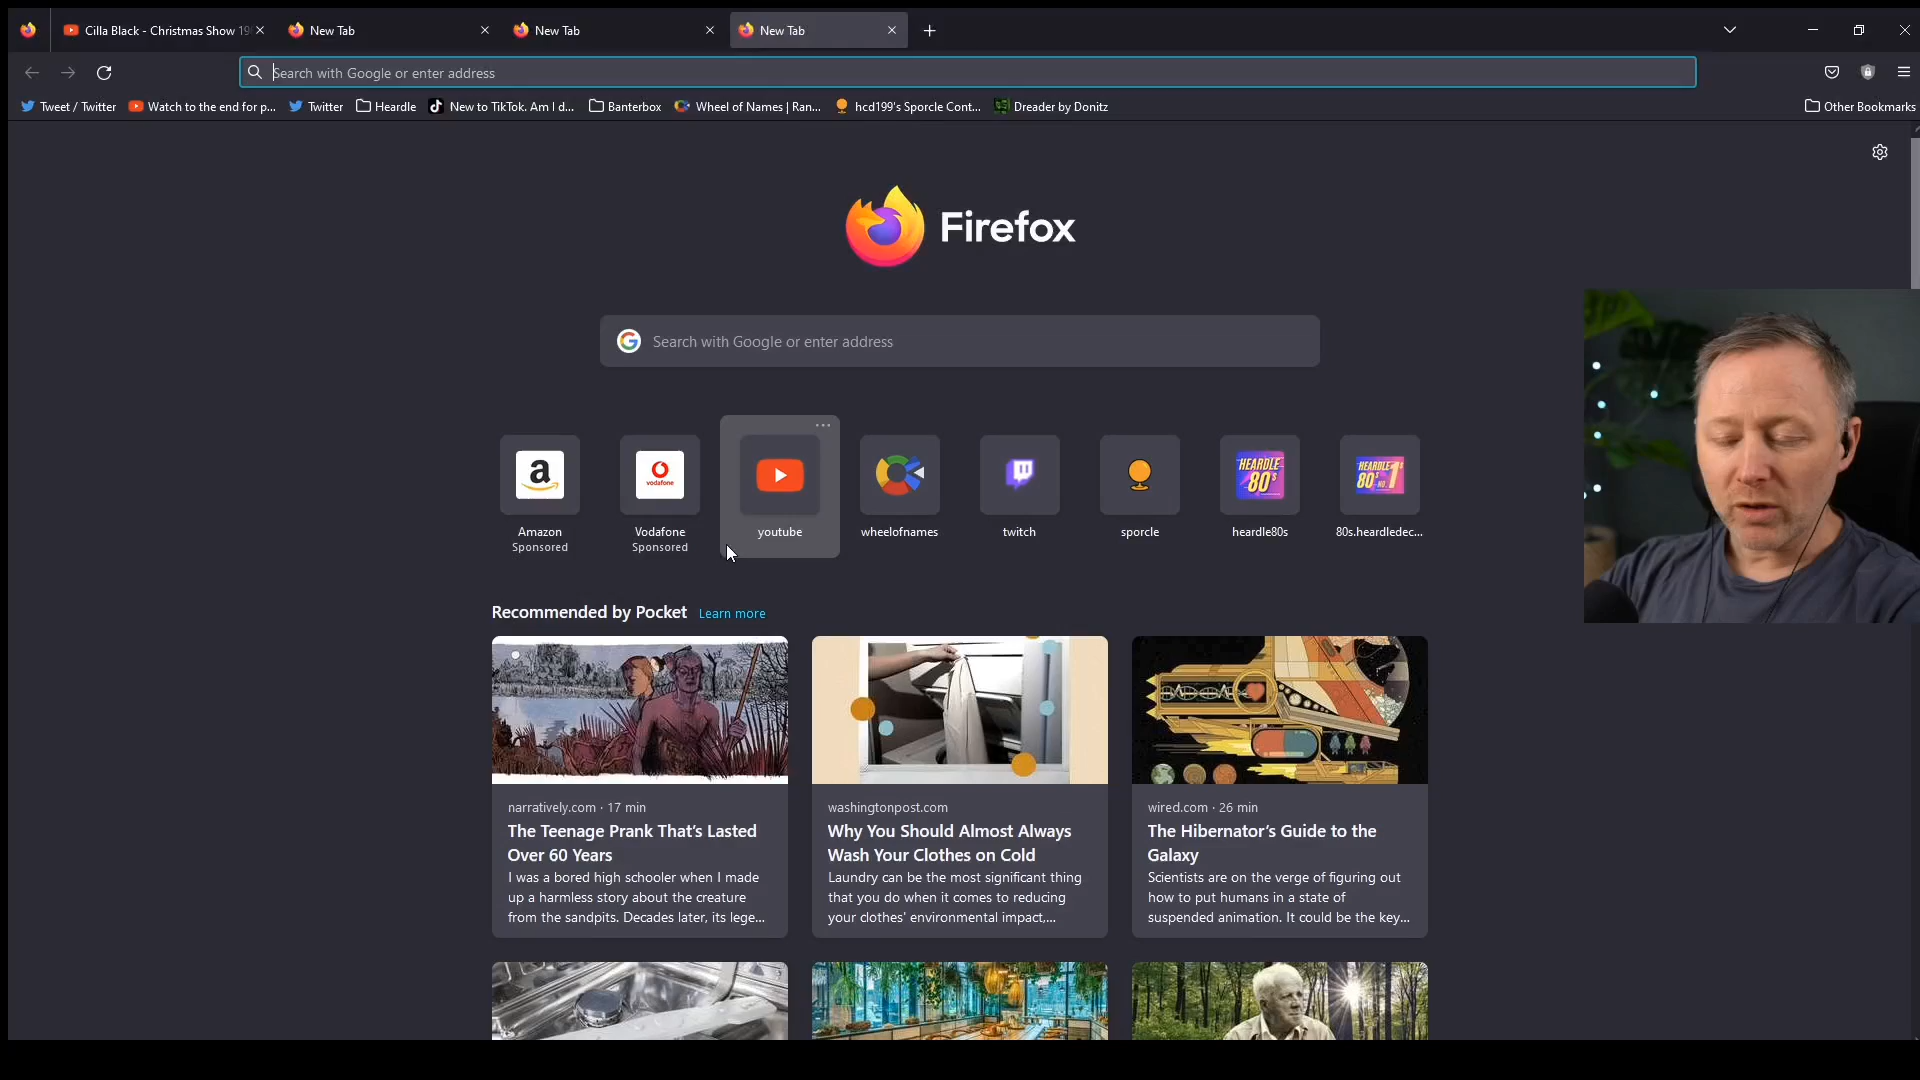 Cilla Black - Christmas Show 19
New Tab
New Tab
New Tab
Search with Google or enter address
Tweet / Twitter
Watch to the end for p...
Twitter
Heardle
New to TikTok. Am I d...
Banterbox
Wheel of Names | Ran...
hcd199's Sporcle Cont...
Dreader by Donitz
Other Bookmarks
Firefox
Search with Google or enter address
a
vodafone
HEARDLE
80's
HEARDLE
80's No.1's
Amazon
Sponsored
Vodafone
Sponsored
youtube
wheelofnames
twitch
sporcle
heardle80s
80s.heardledec...
Recommended by Pocket Learn more
narratively.com · 17 min
The Teenage Prank That's Lasted
Over 60 Years
I was a bored high schooler when I made
up a harmless story about the creature
from the sandpits. Decades later, its lege...
washingtonpost.com
Why You Should Almost Always
Wash Your Clothes on Cold
Laundry can be the most significant thing
that you do when it comes to reducing
your clothes' environmental impact,...
wired.com · 26 min
The Hibernator's Guide to the
Galaxy
Scientists are on the verge of figuring out
how to put humans in a state of
suspended animation. It could be the key...